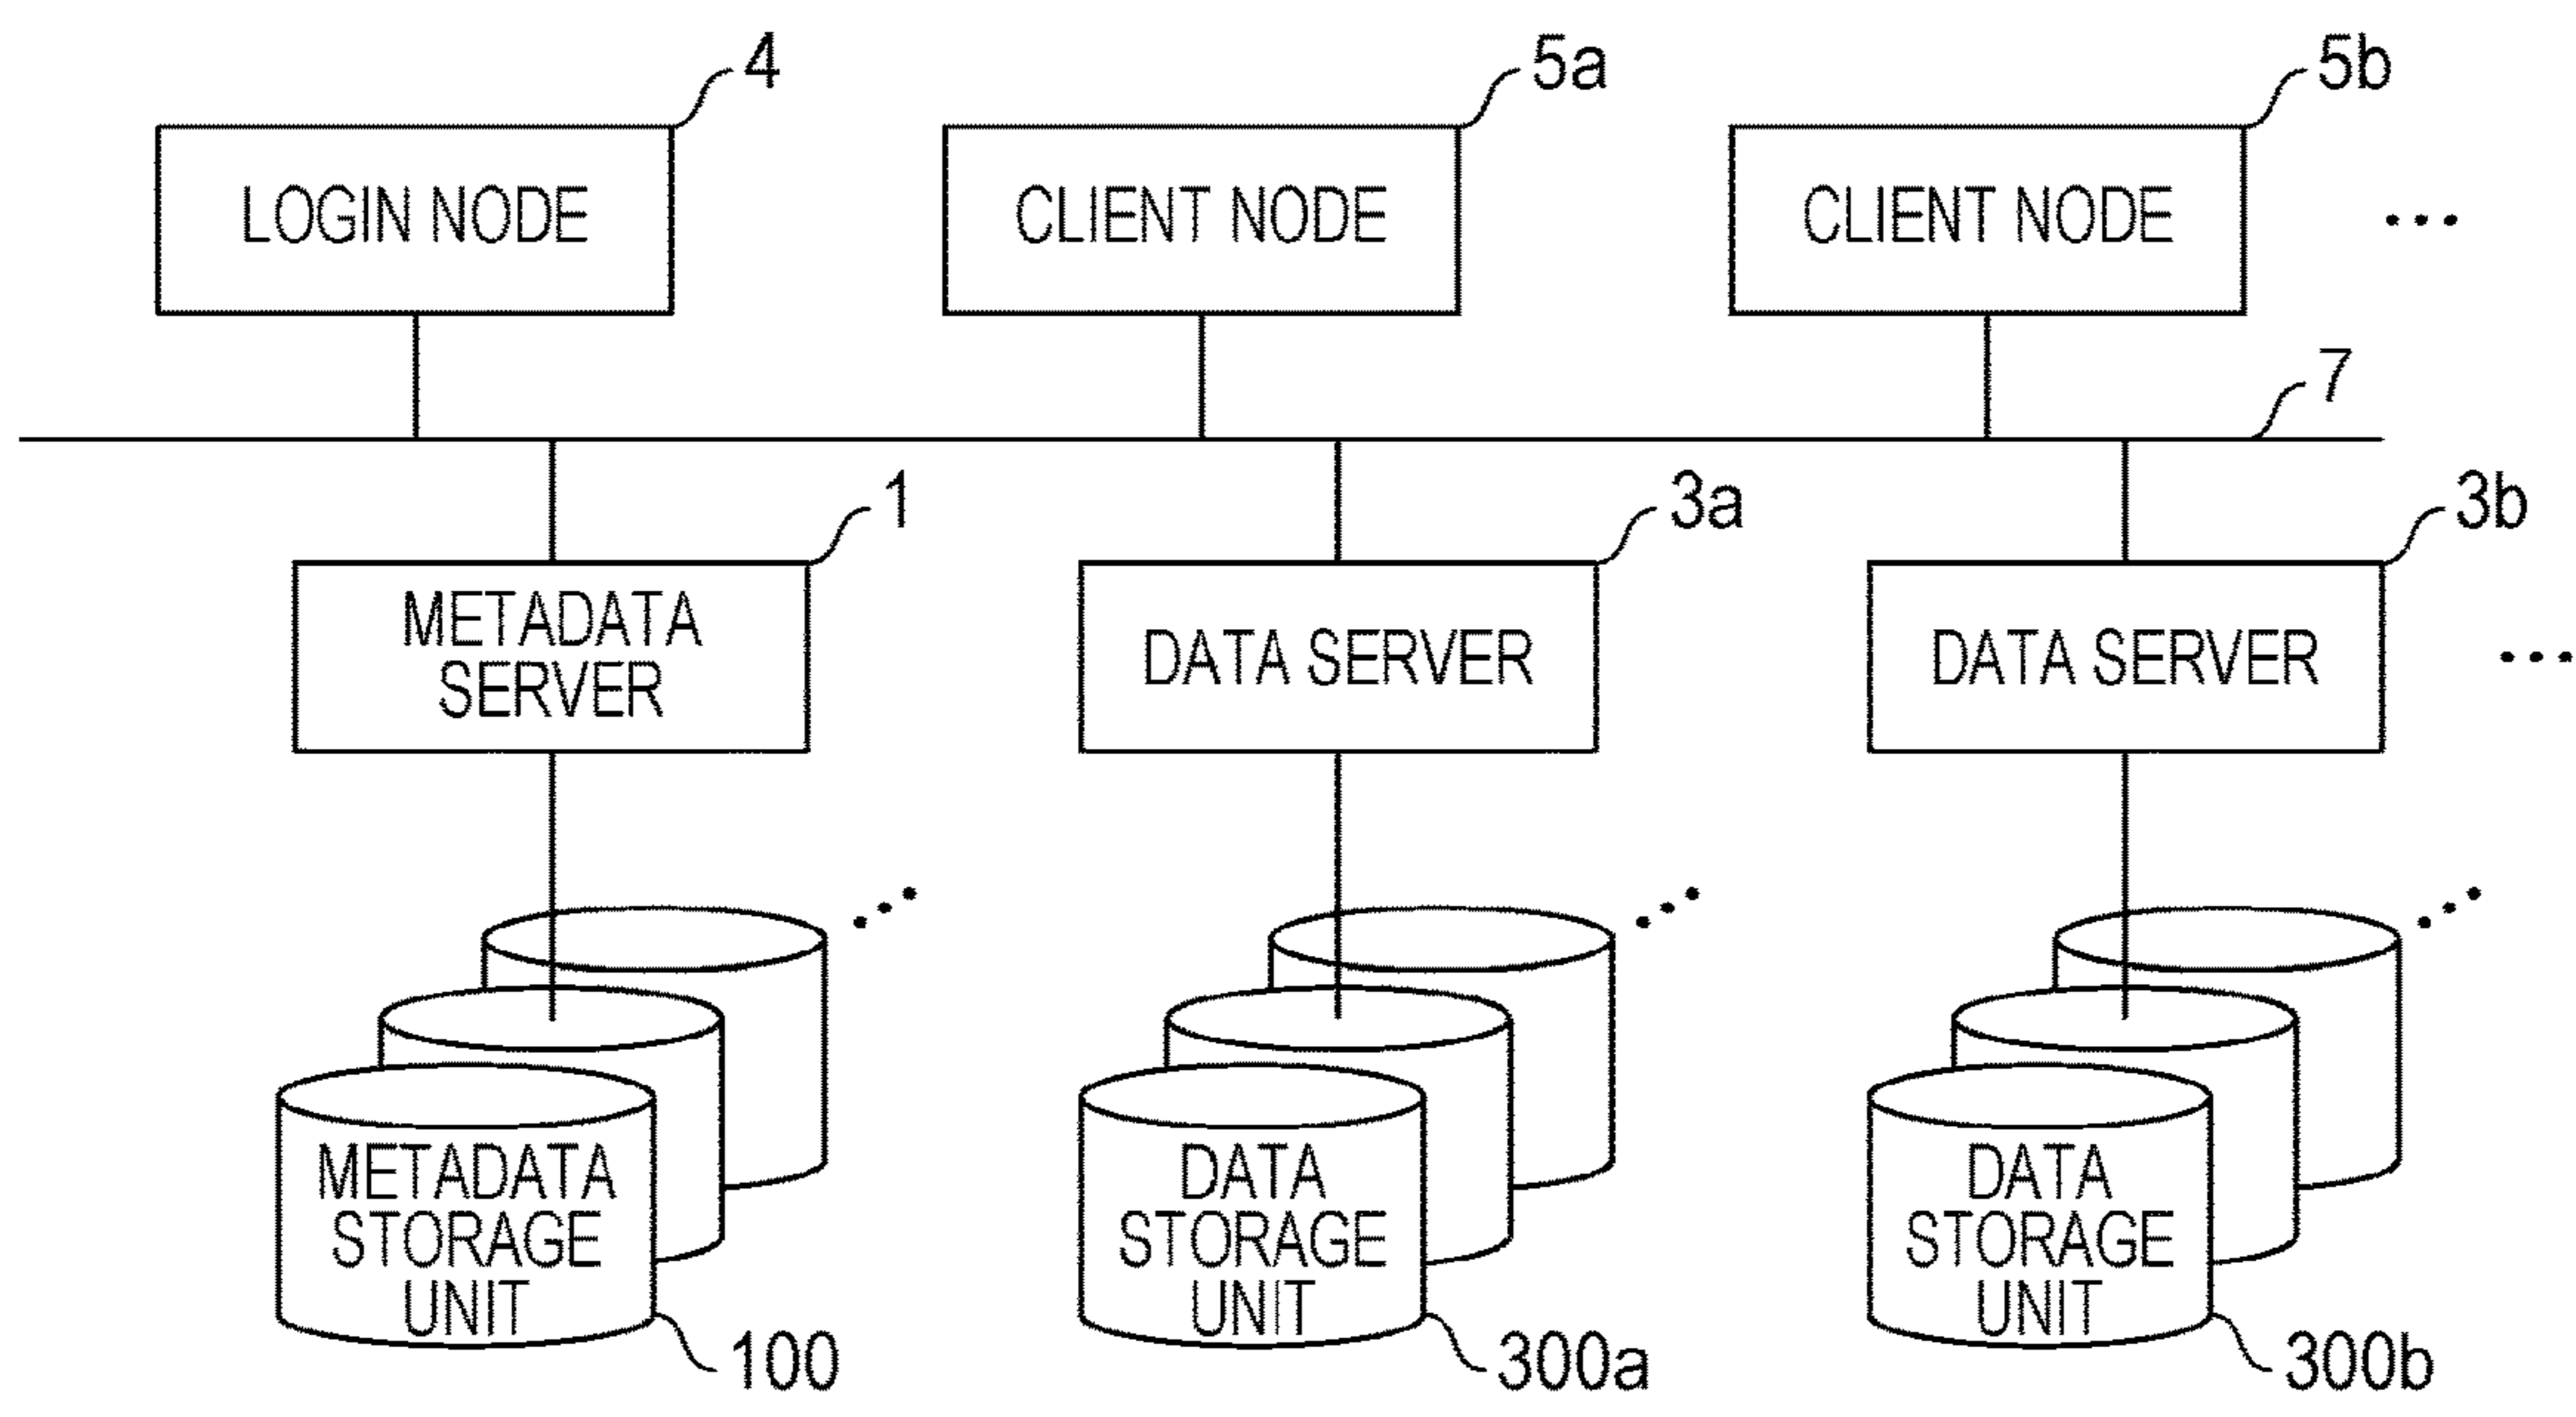 4
5a
5b
LOGIN NODE
CLIENT NODE
CLIENT NODE
...
7
1
3a
3b
METADATA
SERVER
DATA SERVER
DATA SERVER
...
...
...
...
METADATA
STORAGE
UNIT
DATA
STORAGE
UNIT
DATA
STORAGE
UNIT
100
300a
300b